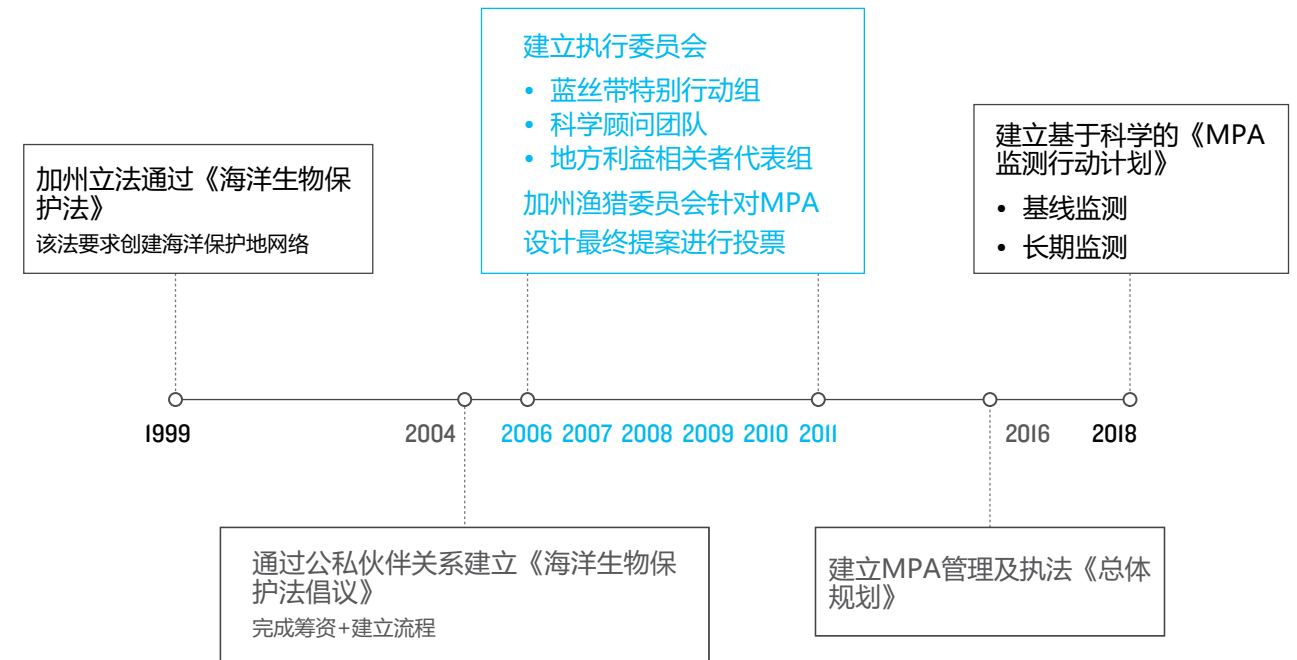 建立执行委员会
• 蓝丝带特别行动组
• 科学顾问团队
• 地方利益相关者代表组
加州渔猎委员会针对MPA
设计最终提案进行投票
建立基于科学的《MPA
监测行动计划》
• 基线监测
• 长期监测
加州立法通过《海洋生物保
护法》
该法要求创建海洋保护地网络
1999
2004
2006 2007 2008 2009 2010 2011
2016
2018
通过公私伙伴关系建立《海洋生物保
护法倡议》
完成筹资+建立流程
建立MPA管理及执法《总体
规划》